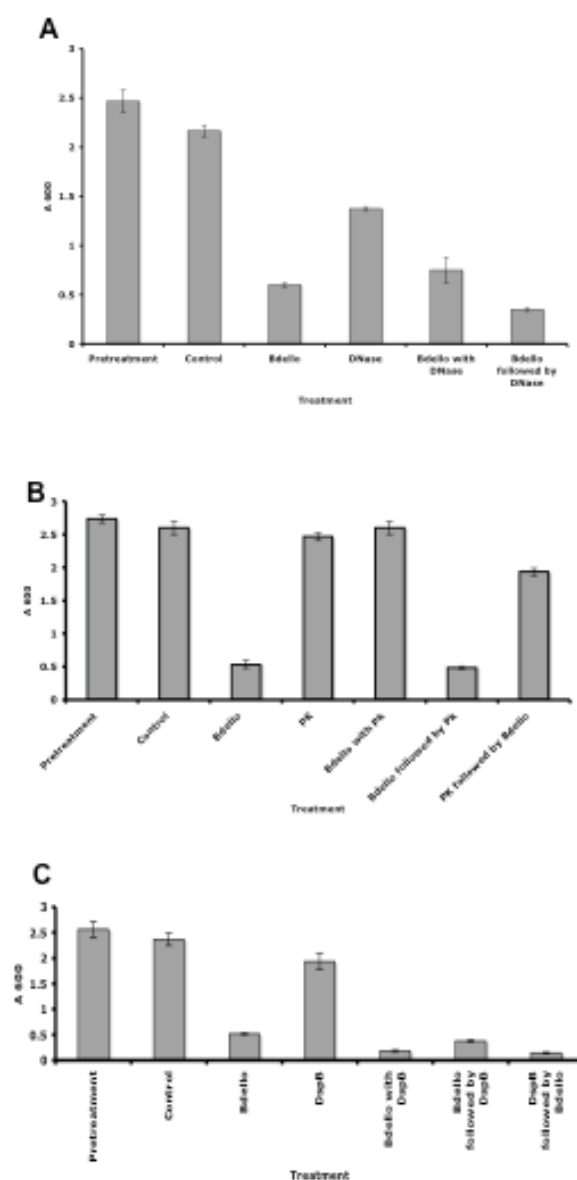 A
3
2.5
2
1.5
1
0.5
0
A 600
Pretreatment
Control
Bdello
DNase
Bdello with
DNase
Bdello
followed by
DNase
Treatment
B
3
2.5
2
1.5
1
0.5
0
A 600
Pretreatment
Control
Bdello
PK
Bdello with Pk
Bdello followed by Pk
PK followed by Bdello
Treatment
C
3
2.5
2
1.5
1
0.5
0
A 600
Pretreatment
Control
Bdello
DspB
Bdello with
DspB
Bdello
followed by
DspB
DspB
followed by
Bdello
Treatment